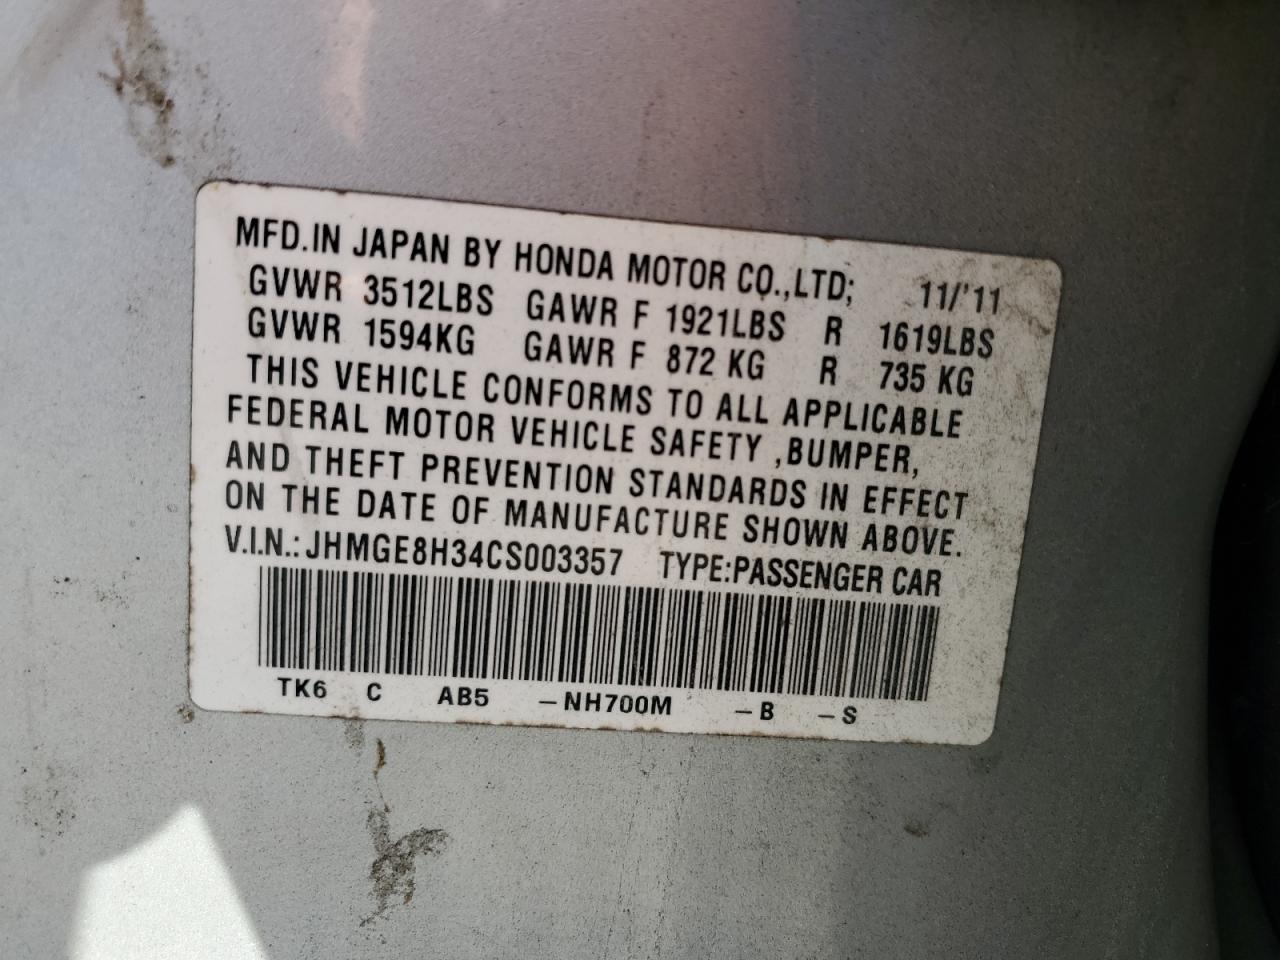 MFD.IN JAPAN BY HONDA MOTOR CO.,LTD; 11/'11
GVWR 3512LBS GAWR F 1921LBS R 1619LBS
GVWR 1594KG GAWR F 872 KG R 735 KG
THIS VEHICLE CONFORMS TO ALL APPLICABLE
FEDERAL MOTOR VEHICLE SAFETY ,BUMPER,
AND THEFT PREVENTION STANDARDS IN EFFECT
ON THE DATE OF MANUFACTURE SHOWN ABOVE.
V.I.N.: JHMGE8H34CS003357 TYPE:PASSENGER CAR
TK6 C AB5 –NH700M –B –S